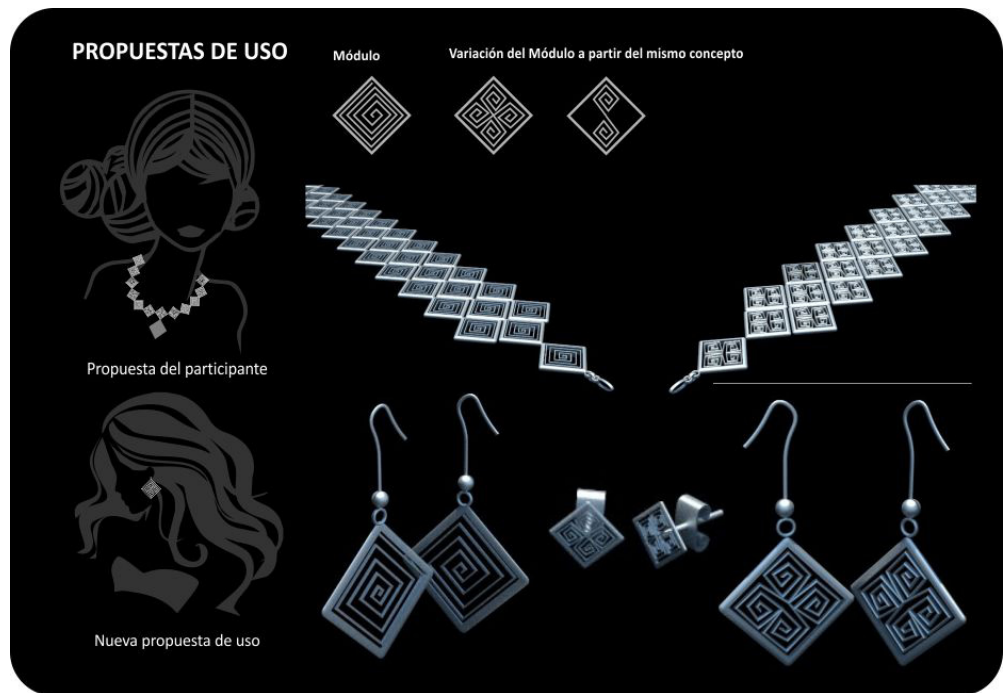 PROPUESTAS DE USO
Módulo
Variación del Módulo a partir del mismo concepto
Propuesta del participante
Nueva propuesta de uso